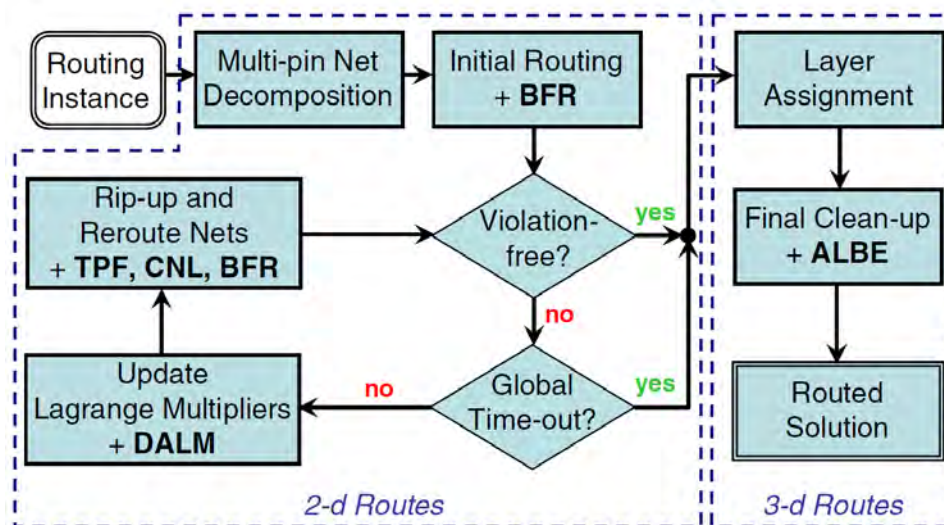 Routing
Instance
Multi-pin Net
Decomposition
Initial Routing
+ BFR
Layer
Assignment
Rip-up and
Reroute Nets
+ TPF, CNL, BFR
Violation-
free?
yes
Final Clean-up
+ ALBE
no
Update
Lagrange Multipliers
+ DALM
no
Global
Time-out?
yes
Routed
Solution
2-d Routes
3-d Routes